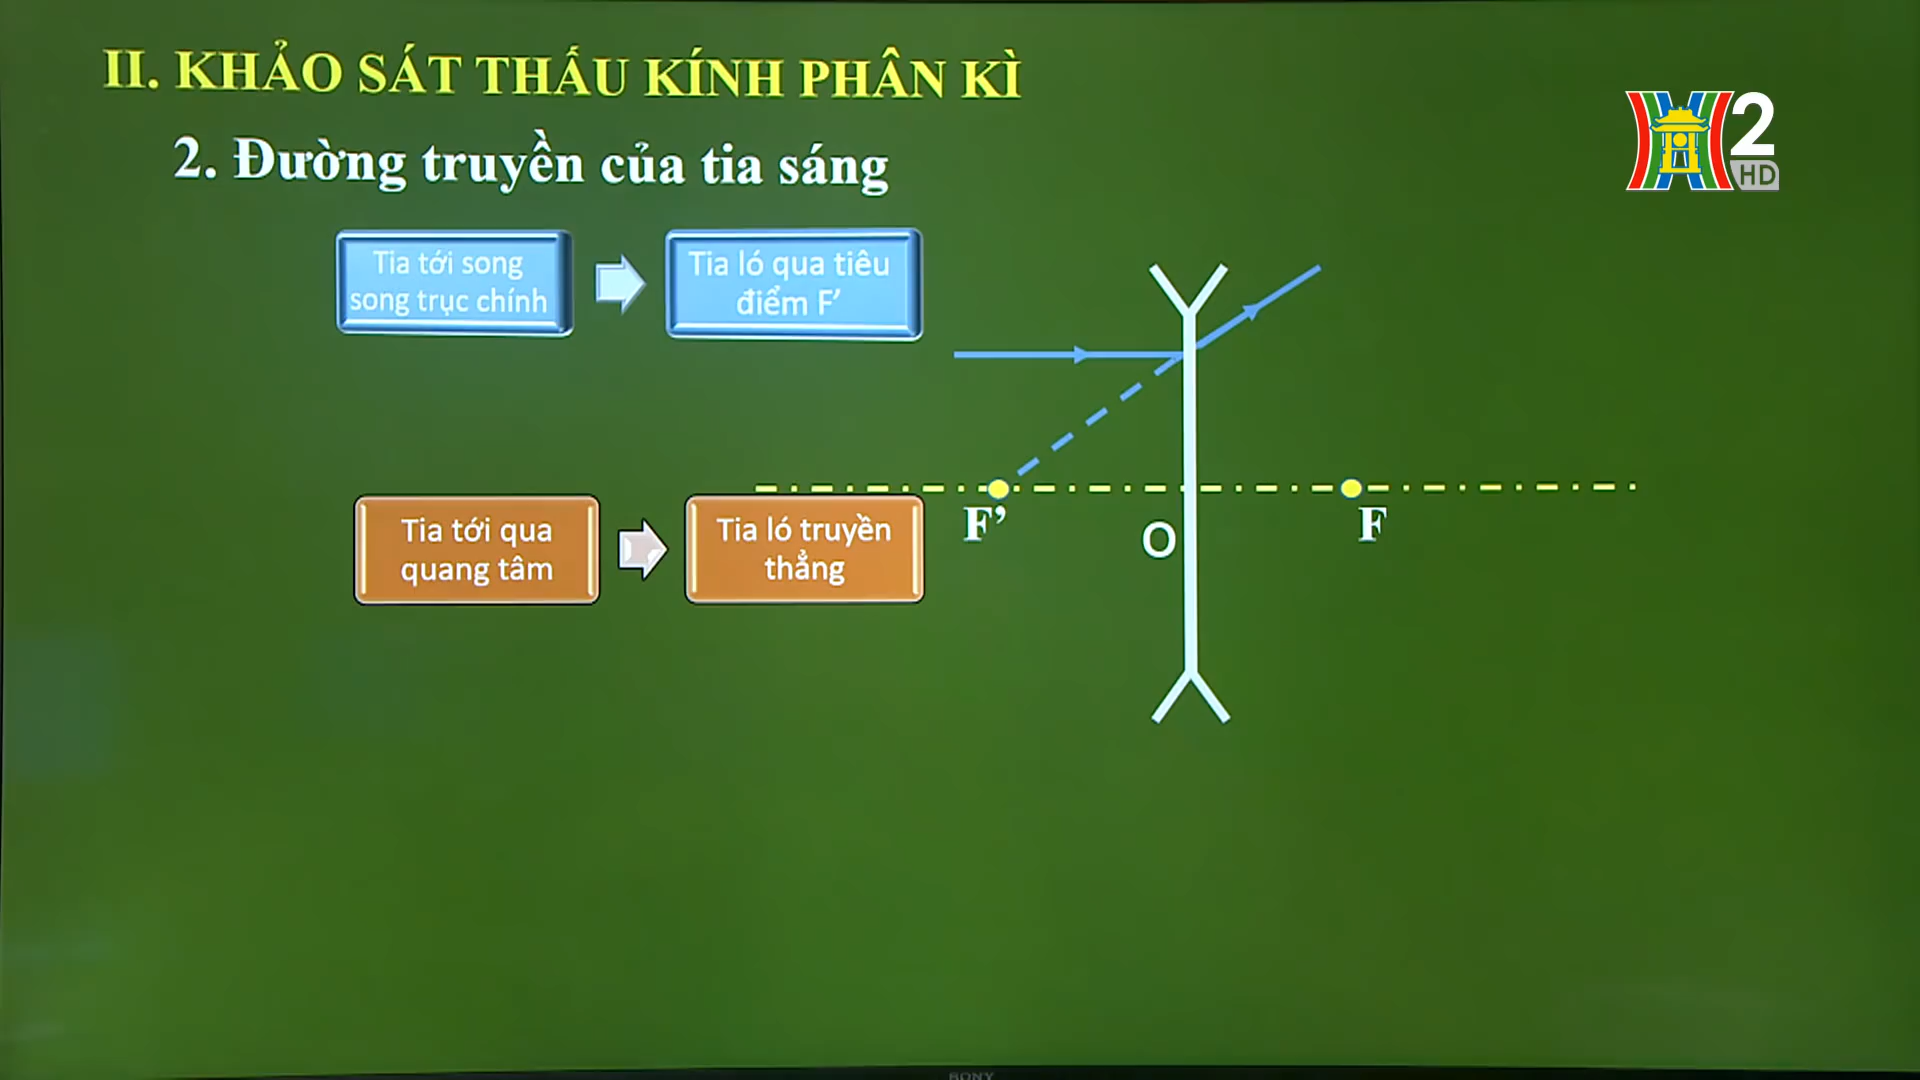 II. KHẢO SÁT THẤU KÍNH PHÂN KÌ
2. Đường truyền của tia sáng
2
HD
Tia tới song
song trục chính
Tia ló qua tiêu
điểm F’
Tia tới qua
quang tâm
Tia ló truyền
thẳng
F’
O
F
SONY